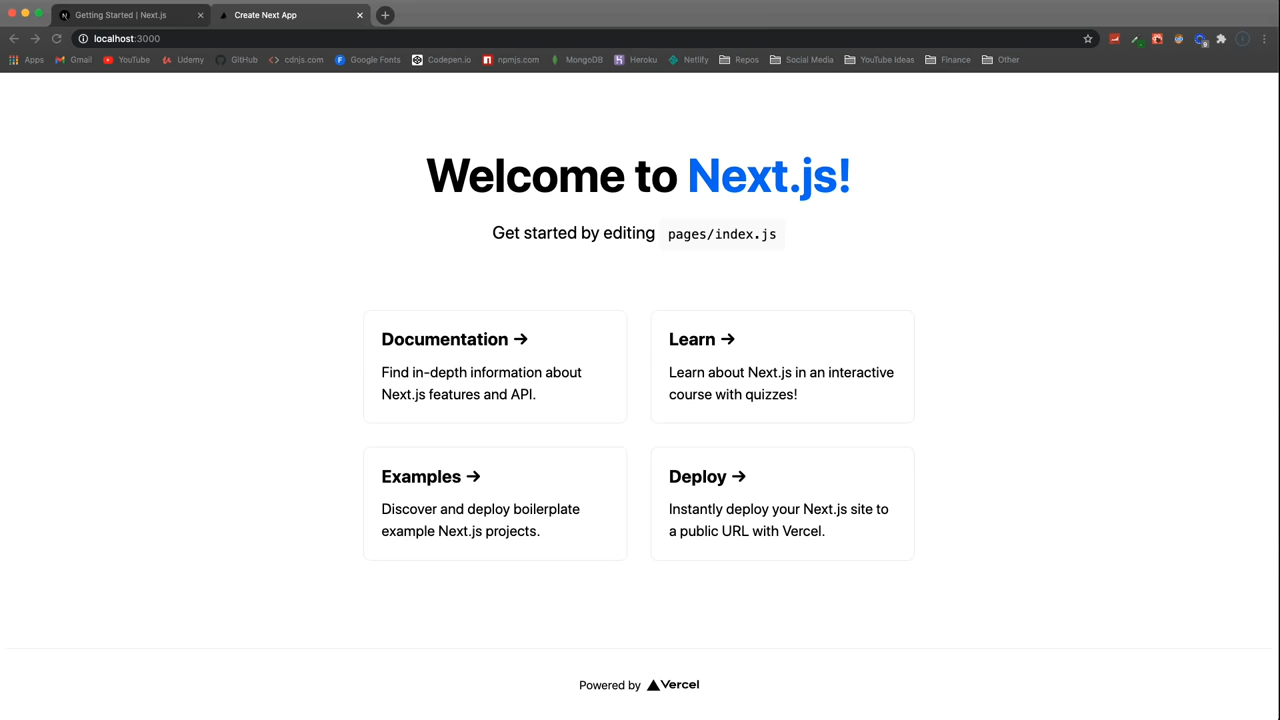 Getting Started | Next.js
Create Next App
localhost:3000
Apps Gmail YouTube Udemy GitHub cdnjs.com Google Fonts Codepen.io npmjs.com MongoDB Heroku Netlify Repos Social Media YouTube Ideas Finance Other
Welcome to Next.js!
Get started by editing pages/index.js
Documentation →
Find in-depth information about
Next.js features and API.
Learn →
Learn about Next.js in an interactive
course with quizzes!
Examples →
Discover and deploy boilerplate
example Next.js projects.
Deploy →
Instantly deploy your Next.js site to
a public URL with Vercel.
Powered by Vercel